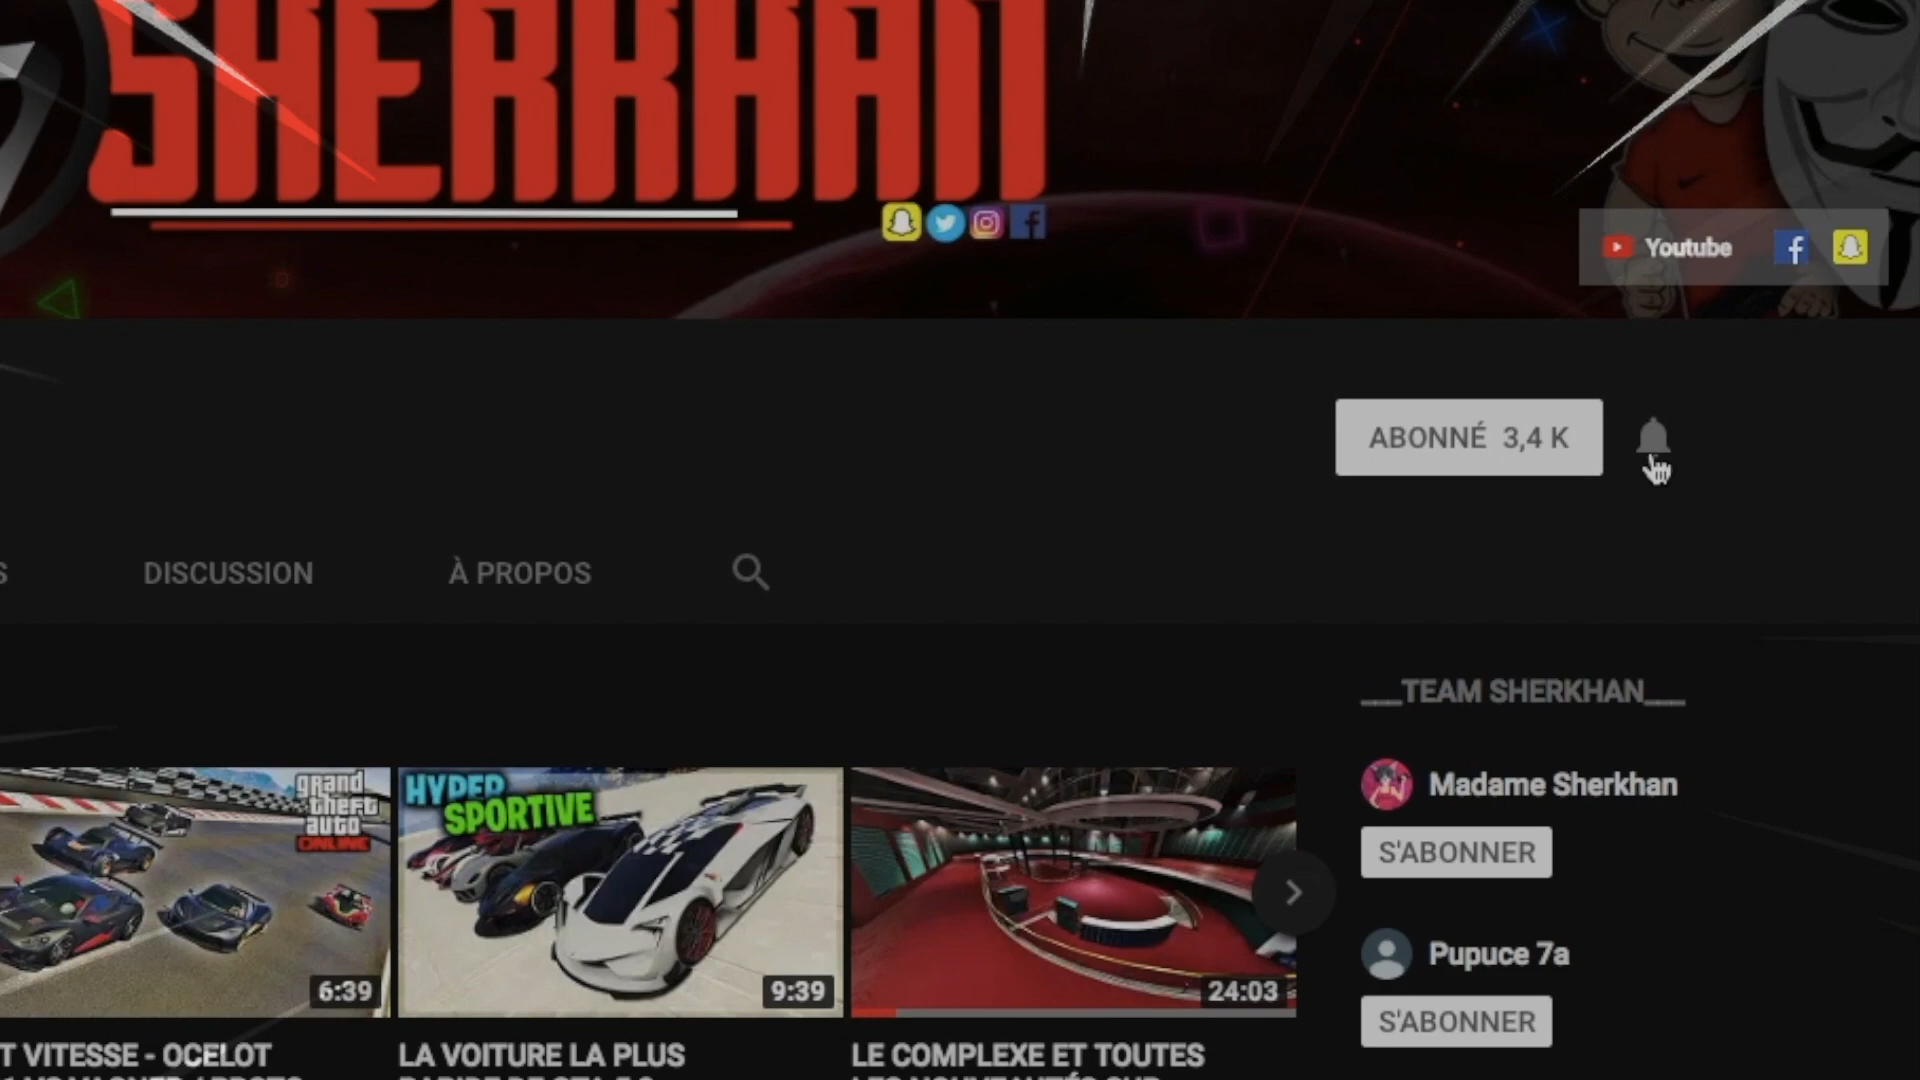 SHERKHAN
Youtube
ABONNÉ 3,4 K
DISCUSSION
À PROPOS
___TEAM SHERKHAN___
grand
theft
auto
ONLINE
HYPER
SPORTIVE
Madame Sherkhan
S'ABONNER
Pupuce 7a
S'ABONNER
6:39
9:39
24:03
T VITESSE - OCELOT
LA VOITURE LA PLUS
LE COMPLEXE ET TOUTES